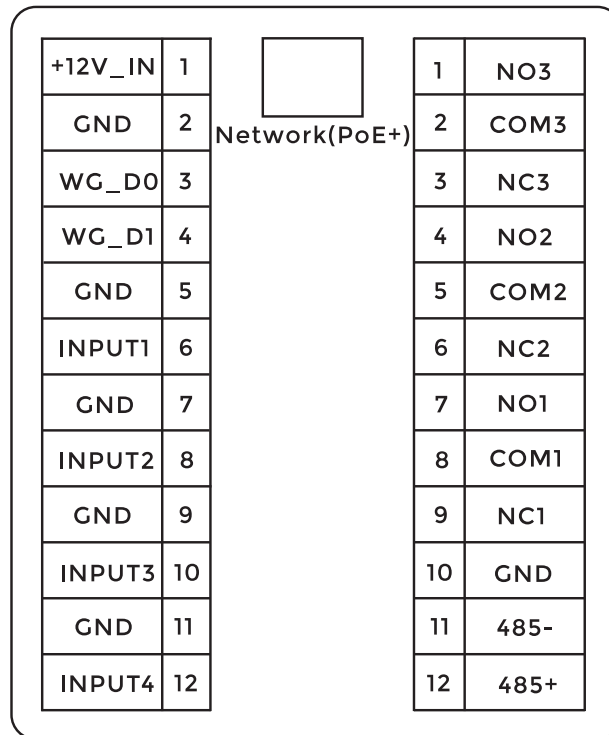 +12V_IN 1
GND 2
WG_D0 3
WG_D1 4
GND 5
INPUT1 6
GND 7
INPUT2 8
GND 9
INPUT3 10
GND 11
INPUT4 12
Network(PoE+)
1 NO3
2 COM3
3 NC3
4 NO2
5 COM2
6 NC2
7 NO1
8 COM1
9 NC1
10 GND
11 485-
12 485+